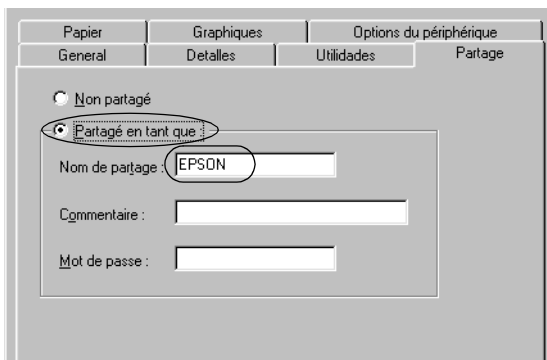 Papier Graphiques Options du périphérique
General Detalles Utilidades Partage
Non partagé
Partagé en tant que :
Nom de partage : EPSON
Commentaire :
Mot de passe :